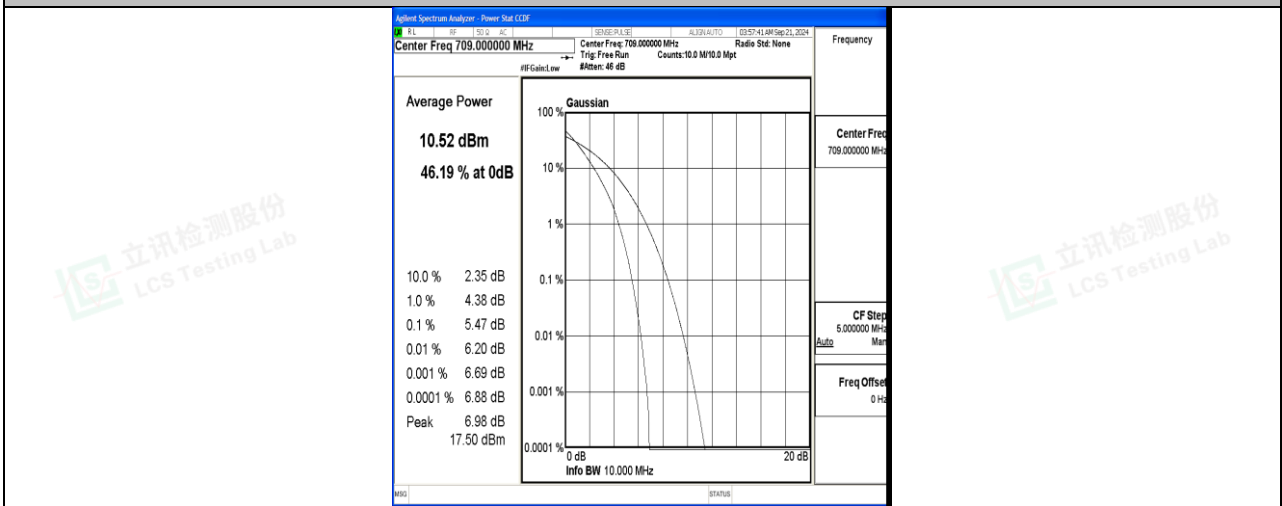 Agilent Spectrum Analyzer - Power Stat CCDF
RL RF 50 Ω AC SENSE:PULSE ALIGN AUTO 03:57:41 AM Sep 21, 2024
Center Freq 709.000000 MHz
Center Freq: 709.000000 MHz Radio Std: None
Trig: Free Run Counts:10.0 M/10.0 Mpt
#IFGain:Low #Atten: 46 dB
Frequency
Average Power
10.52 dBm
46.19 % at 0dB
10.0 % 2.35 dB
1.0 % 4.38 dB
0.1 % 5.47 dB
0.01 % 6.20 dB
0.001 % 6.69 dB
0.0001 % 6.88 dB
Peak 6.98 dB
17.50 dBm
Gaussian
100 %
10 %
1 %
0.1 %
0.01 %
0.001 %
0.0001 %
0 dB 20 dB
Info BW 10.000 MHz
Center Freq
709.000000 MHz
CF Step
5.000000 MHz
Auto Man
Freq Offset
0 Hz
MSG STATUS
立讯检测股份
LCS Testing Lab
立讯检测股份
LCS Testing Lab